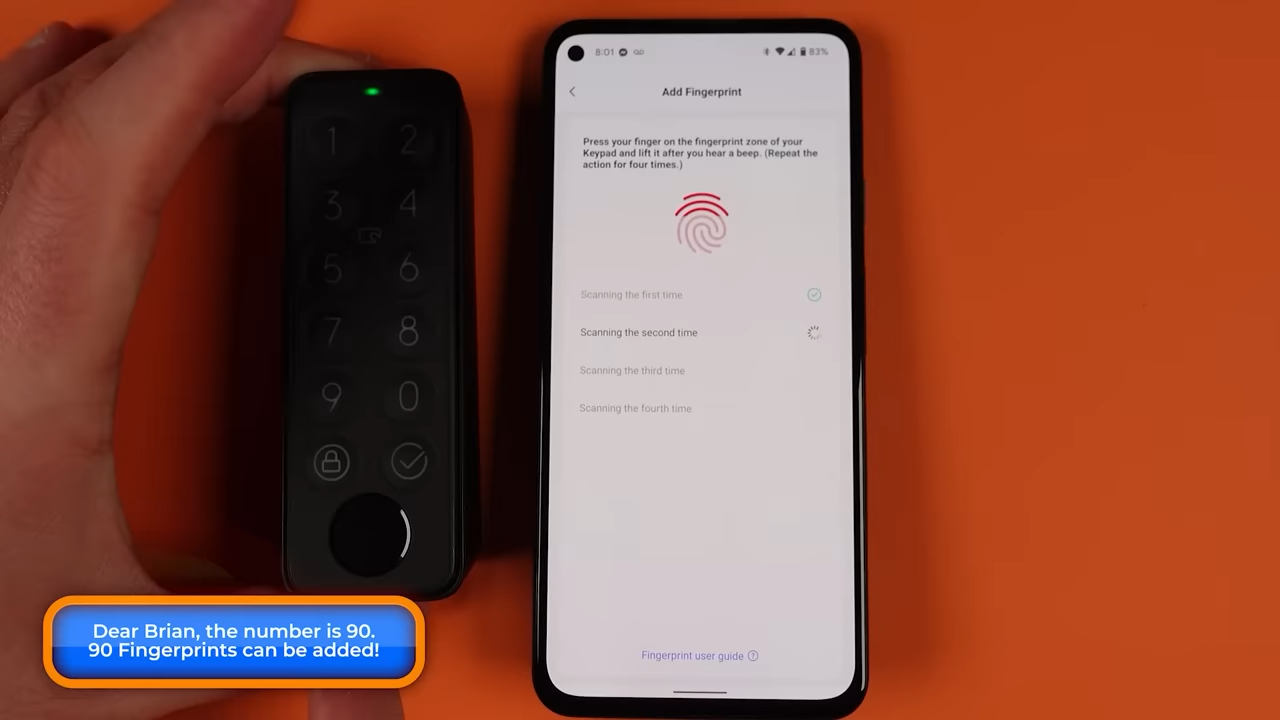 8:01
83%
Add Fingerprint
Press your finger on the fingerprint zone of your
Keypad and lift it after you hear a beep. (Repeat the
action for four times.)
Scanning the first time
Scanning the second time
Scanning the third time
Scanning the fourth time
Fingerprint user guide ?
1 2
3 4
5 6
7 8
9 0
Dear Brian, the number is 90.
90 Fingerprints can be added!